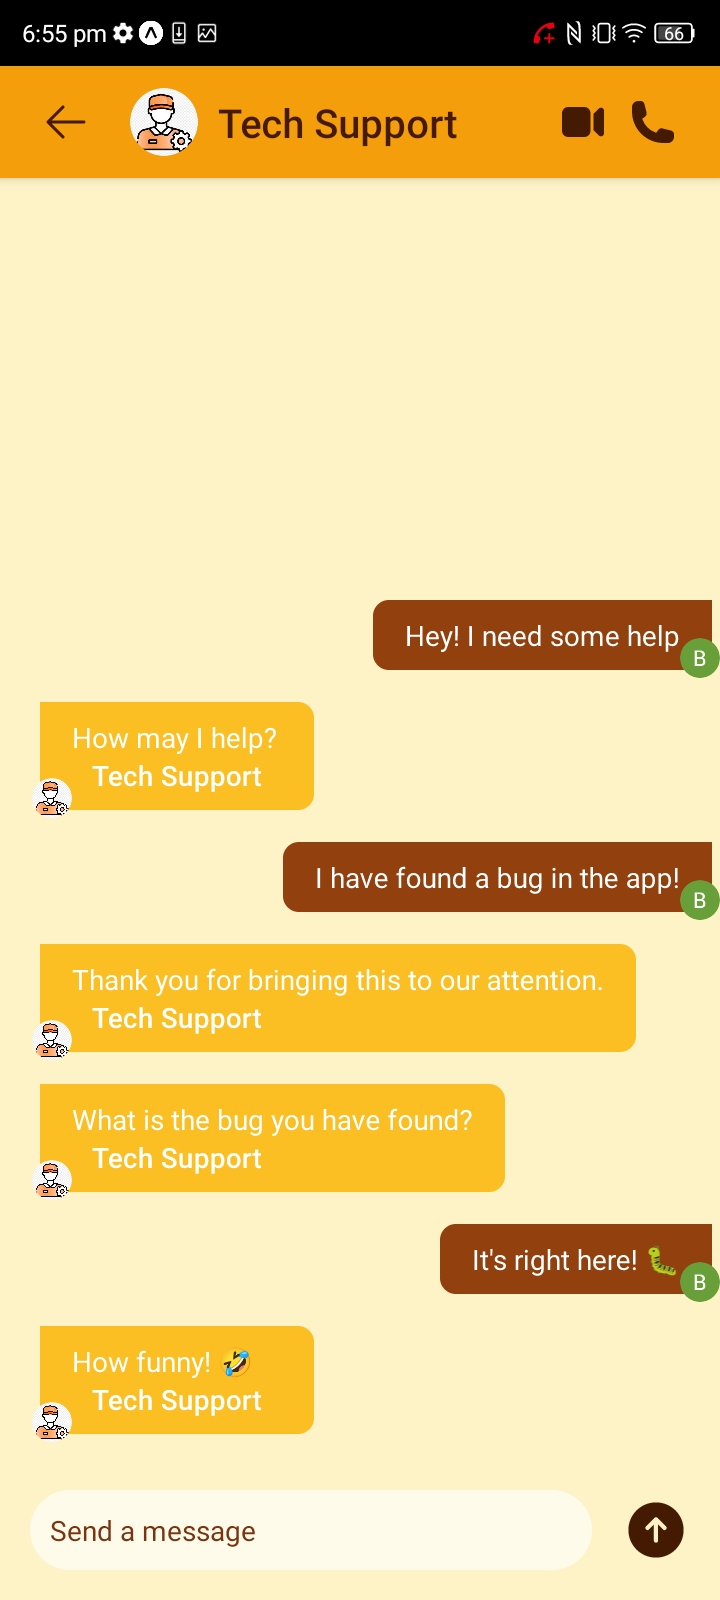 6:55 pm
66
Tech Support
Hey! I need some help
B
How may I help?
Tech Support
I have found a bug in the app!
B
Thank you for bringing this to our attention.
Tech Support
What is the bug you have found?
Tech Support
It's right here! 🐛
B
How funny! 🤣
Tech Support
Send a message